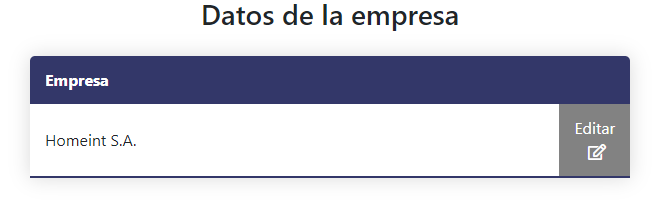 Datos de la empresa
Empresa
Homeint S.A.
Editar